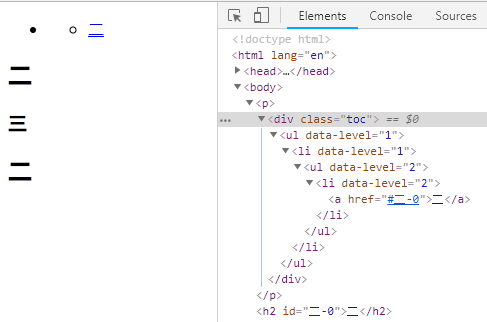 二
二
三
二
Elements Console Sources
<!doctype html>
<html lang="en">
<head>…</head>
<body>
<p>
<div class="toc"> == $0
<ul data-level="1">
<li data-level="1">
<ul data-level="2">
<li data-level="2">
<a href="#二-0">二</a>
</li>
</ul>
</li>
</ul>
</div>
</p>
<h2 id="二-0">二</h2>